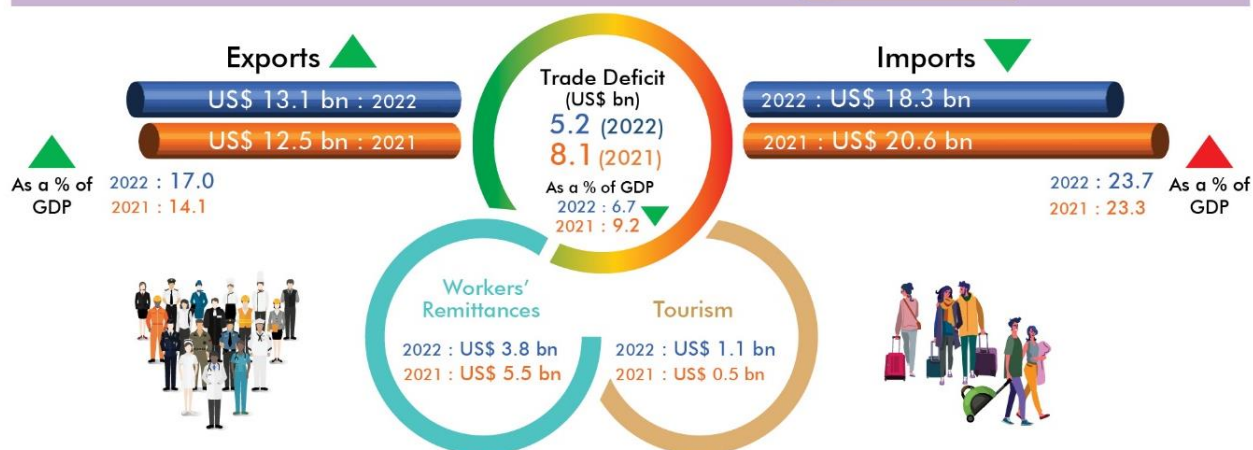 Exports
US$ 13.1 bn : 2022
US$ 12.5 bn : 2021
As a % of
GDP
2022 : 17.0
2021 : 14.1
Trade Deficit
(US$ bn)
5.2 (2022)
8.1 (2021)
As a % of GDP
2022 : 6.7
2021 : 9.2
Imports
2022 : US$ 18.3 bn
2021 : US$ 20.6 bn
2022 : 23.7
2021 : 23.3
As a % of
GDP
Workers'
Remittances
2022 : US$ 3.8 bn
2021 : US$ 5.5 bn
Tourism
2022 : US$ 1.1 bn
2021 : US$ 0.5 bn